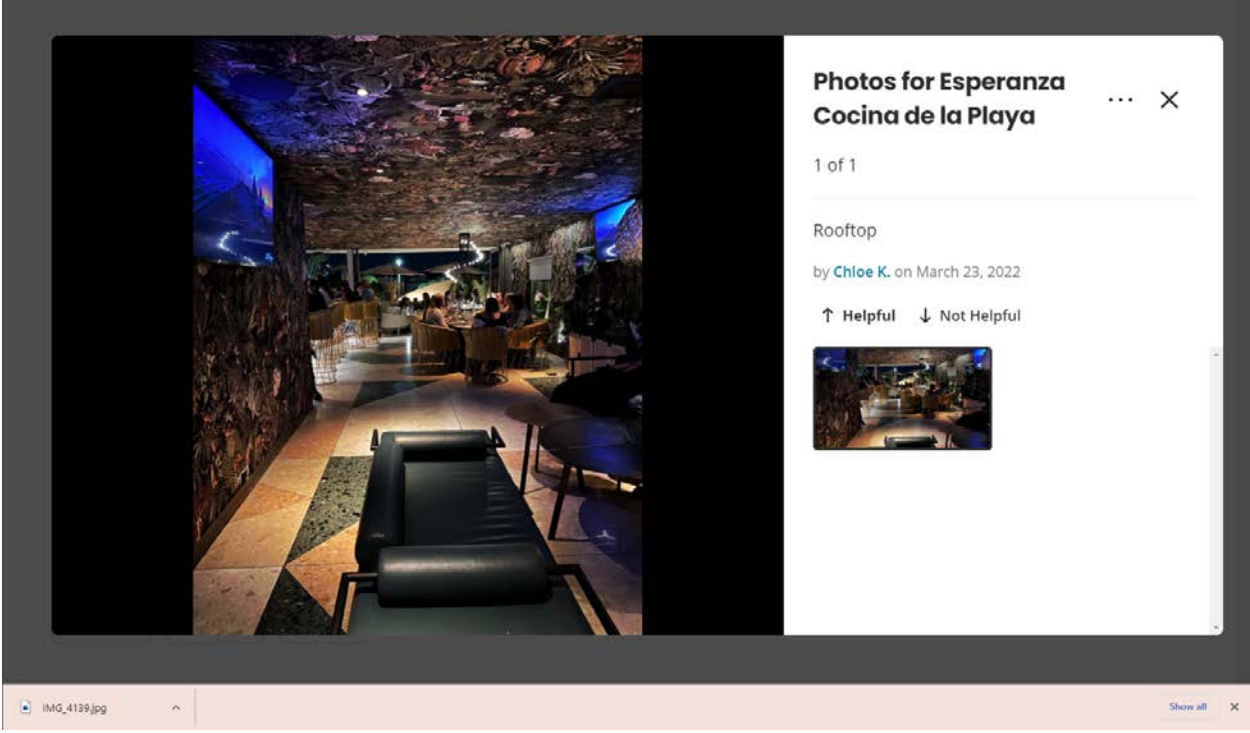 Photos for Esperanza
Cocina de la Playa
1 of 1
Rooftop
by Chloe K. on March 23, 2022
↑ Helpful ↓ Not Helpful
IMG_4139.jpg
Show all